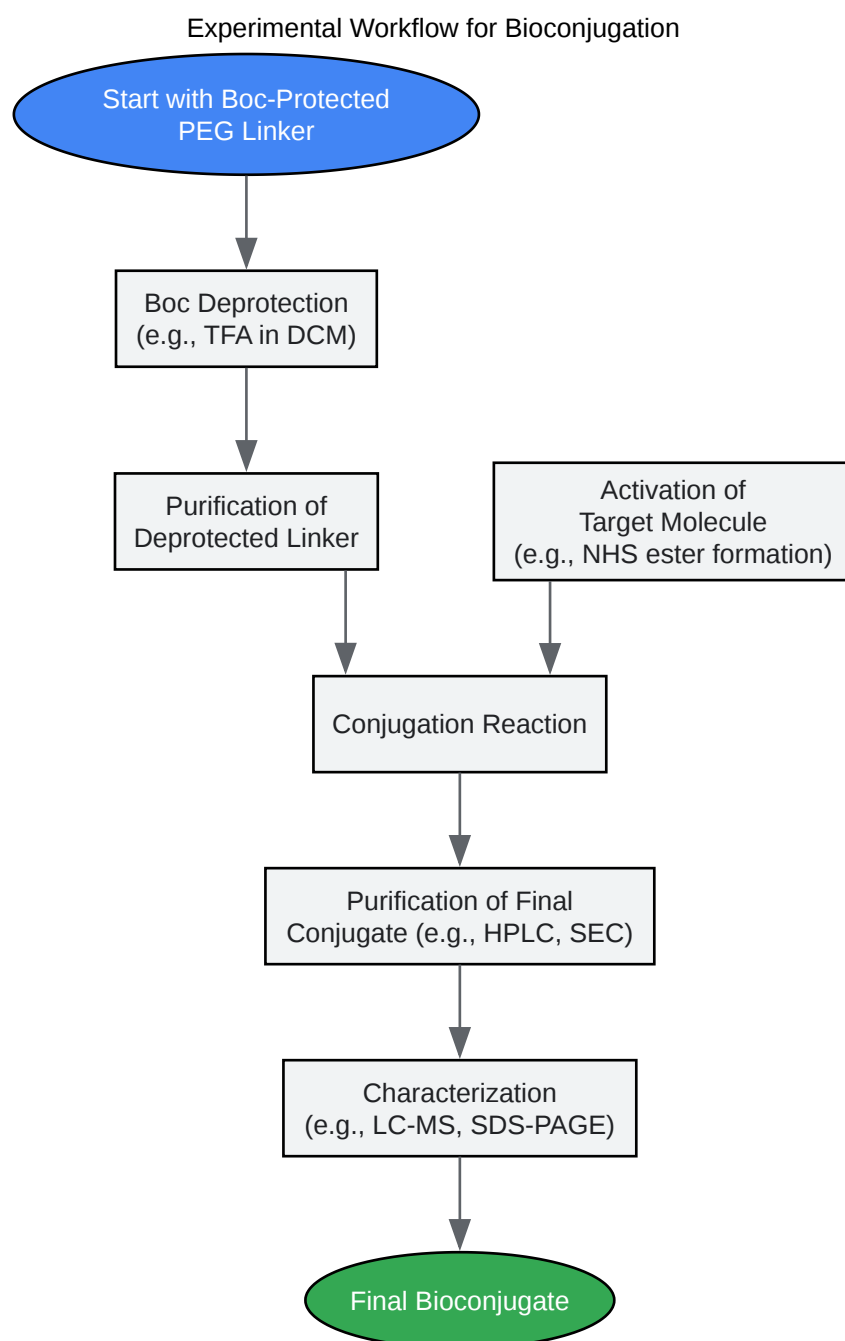 Experimental Workflow for Bioconjugation
Start with Boc-Protected
PEG Linker
Boc Deprotection
(e.g., TFA in DCM)
Purification of
Deprotected Linker
Activation of
Target Molecule
(e.g., NHS ester formation)
Conjugation Reaction
Purification of Final
Conjugate (e.g., HPLC, SEC)
Characterization
(e.g., LC-MS, SDS-PAGE)
Final Bioconjugate